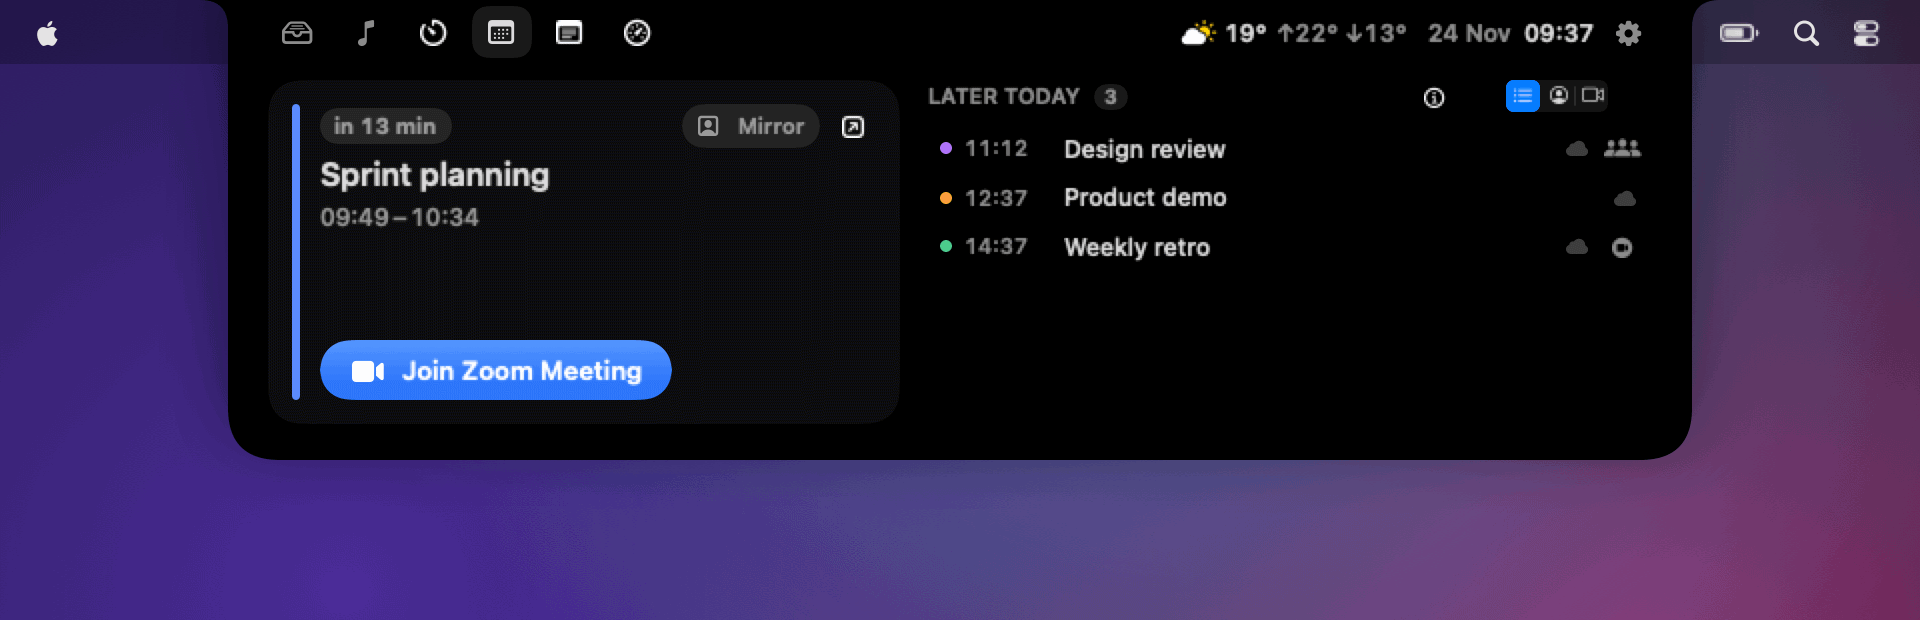 19° ↑22° ↓13° 24 Nov 09:37
in 13 min
Mirror
Sprint planning
09:49 – 10:34
Join Zoom Meeting
LATER TODAY 3
11:12 Design review
12:37 Product demo
14:37 Weekly retro